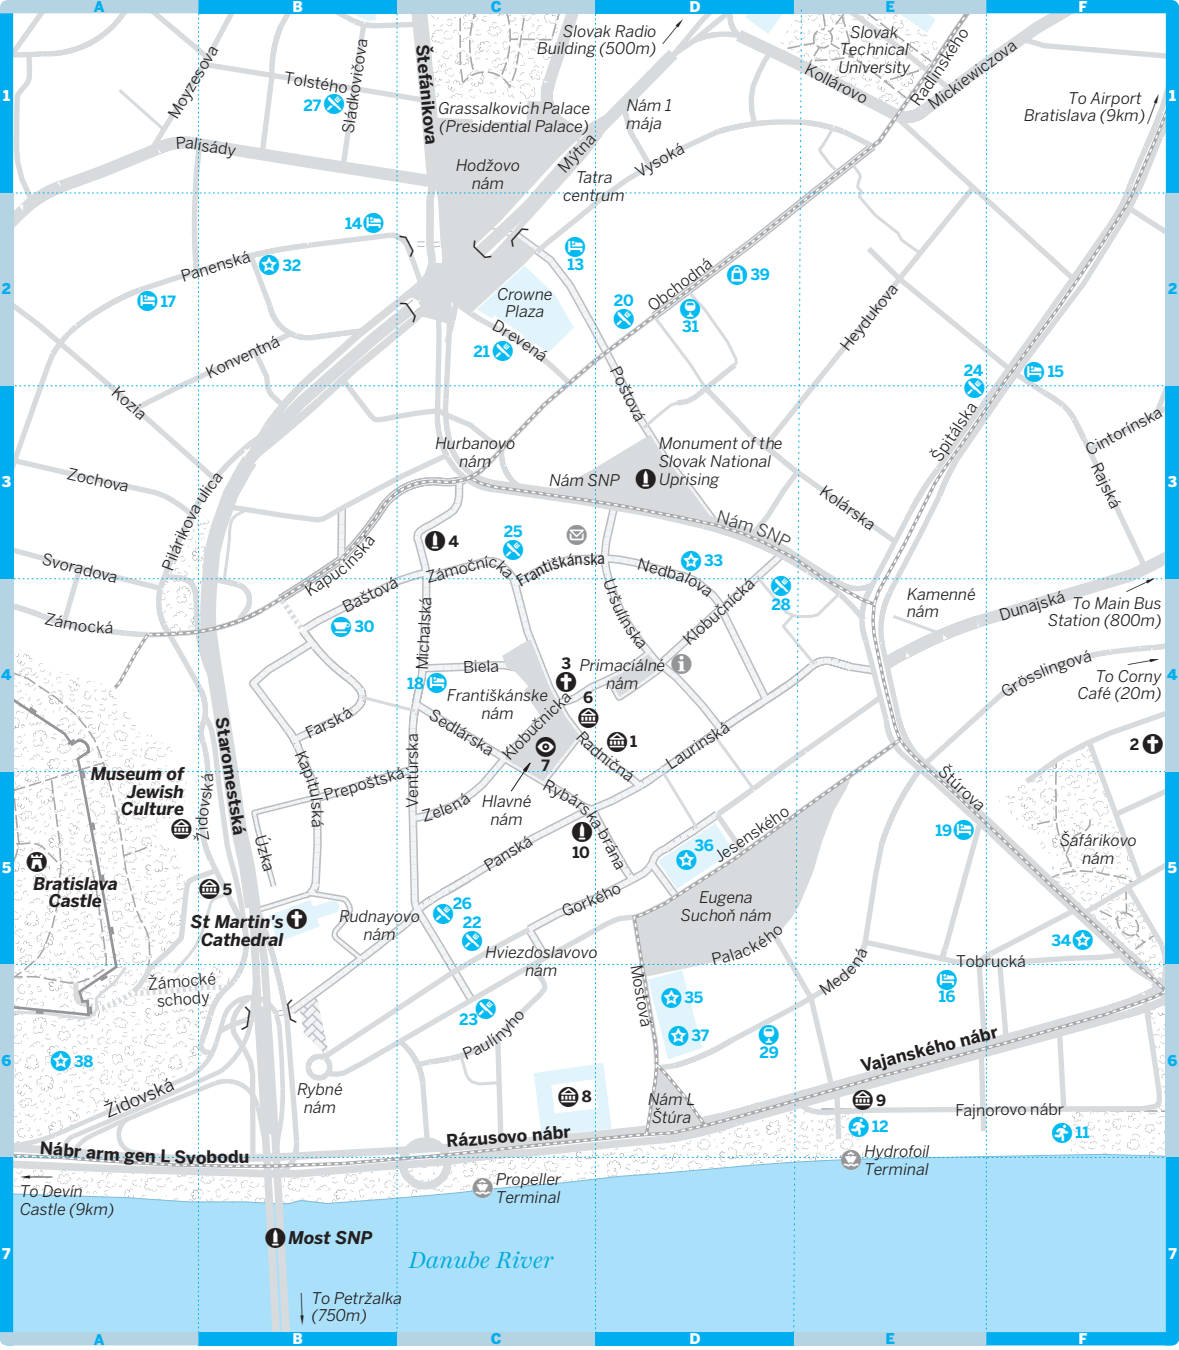 A
B
C
D
E
F
1
2
3
4
5
6
7
1
2
3
4
5
6
7
A
B
C
D
E
F
Moyzesova
Tolstého
27
Sládkovičova
Štefánikova
Palisády
Grassalkovich Palace
(Presidential Palace)
Hodžovo
nám
Slovak Radio
Building (500m)
Nám 1
mája
Mýtna
Vysoká
Tatra
centrum
Slovak
Technical
University
Kollárovo
Radlinského
Mickiewiczova
To Airport
Bratislava (9km)
14
Panenská
32
17
Konventná
Kozia
13
Crowne
Plaza
Drevená
21
20
Obchodná
39
31
Heydukova
24
15
Poštová
Hurbanovo
nám
Monument of the
Slovak National
Uprising
Nám SNP
Nám SNP
Kolárska
Špitálska
Cintorínska
Rajská
Zochova
Pilárikova ulica
Svoradova
Zámocká
Kapucínska
Baštová
30
4
25
Zámočnícka
Františkánska
Nedbalova
33
28
Uršulínska
Klobučnícka
Kamenné
nám
Dunajská
To Main Bus
Station (800m)
Grösslingová
To Corny
Café (20m)
2
Michalská
Biela
18
Františkánske
nám
3
Primaciálne
nám
6
1
Klobučnícka
7
Radničná
Laurinská
Sedlárska
Farská
Kapitulská
Prepoštská
Ventúrska
Staromestská
Museum of
Jewish
Culture
Židovská
Bratislava
Castle
5
Úzka
St Martin's
Cathedral
Zelená
Hlavné
nám
Rybárska brána
10
Panská
Rudnayovo
nám
26
22
Gorkého
Hviezdoslavovo
nám
36
Jesenského
Eugena
Suchoň nám
Palackého
Štúrova
19
Šafárikovo
nám
34
Tobrucká
Medená
16
Žámocké
schody
Mostová
35
37
29
23
Paulínyho
38
Židovská
Rybné
nám
8
Nám L
Štúra
Vajanského nábr
9
Fajnorovo nábr
12
11
Nábr arm gen L Svobodu
Rázusovo nábr
Hydrofoil
Terminal
Propeller
Terminal
To Devín
Castle (9km)
Most SNP
Danube River
To Petržalka
(750m)